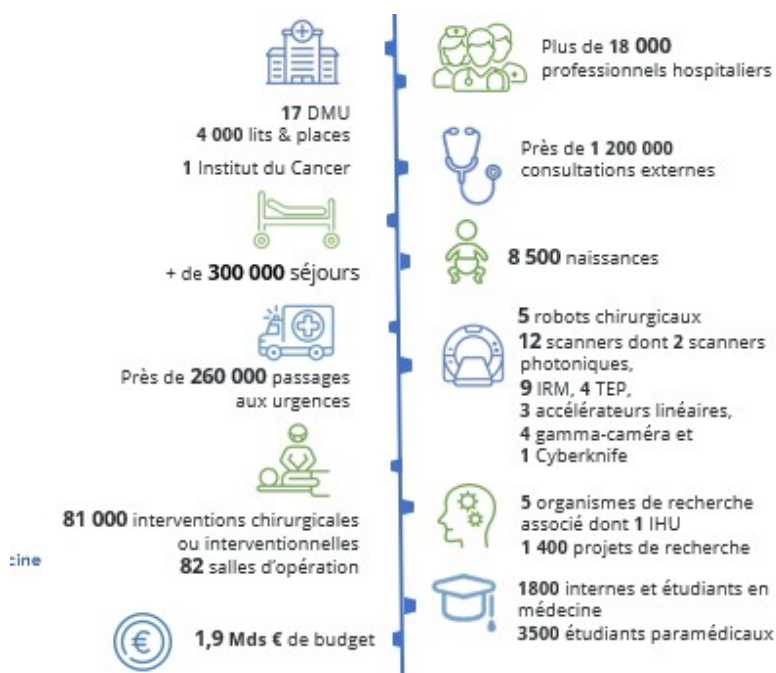 17 DMU
4 000 lits & places
1 Institut du Cancer
+ de 300 000 séjours
Près de 260 000 passages
aux urgences
81 000 interventions chirurgicales
ou interventionnelles
82 salles d'opération
cine
1,9 Mds € de budget
Plus de 18 000
professionnels hospitaliers
Près de 1 200 000
consultations externes
8 500 naissances
5 robots chirurgicaux
12 scanners dont 2 scanners
photoniques,
9 IRM, 4 TEP,
3 accélérateurs linéaires,
4 gamma-caméra et
1 Cyberknife
5 organismes de recherche
associé dont 1 IHU
1 400 projets de recherche
1800 internes et étudiants en
médecine
3500 étudiants paramédicaux